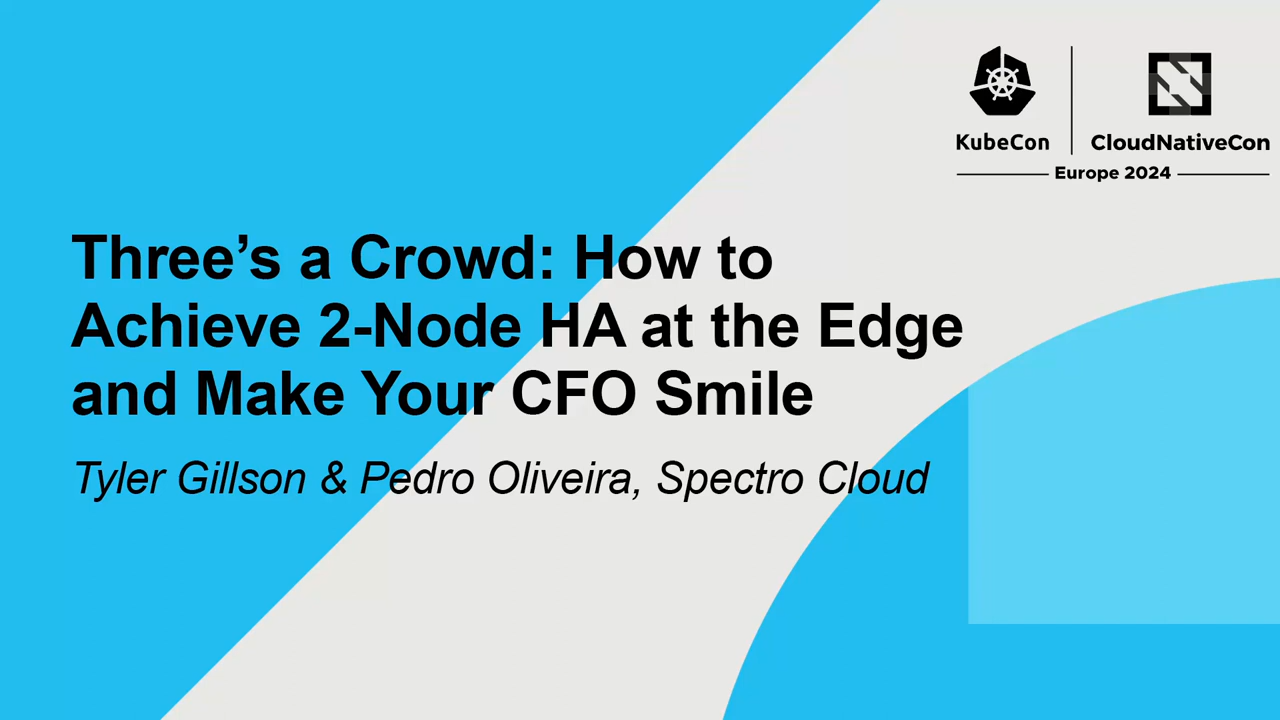 KubeCon
CloudNativeCon
Europe 2024
Three’s a Crowd: How to
Achieve 2-Node HA at the Edge
and Make Your CFO Smile
Tyler Gillson & Pedro Oliveira, Spectro Cloud